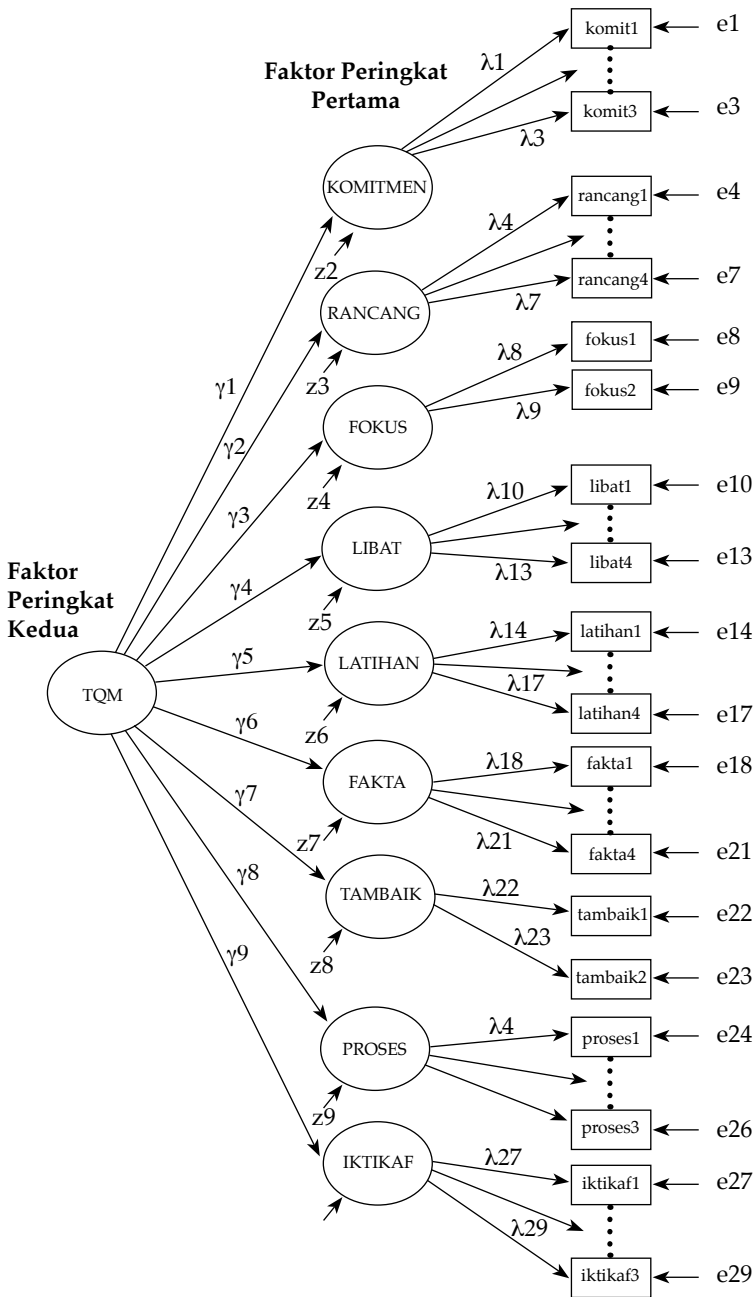 komit1
e1
λ1
Faktor Peringkat
Pertama
komit3
e3
λ3
KOMITMEN
rancang1
e4
λ4
z2
rancang4
e7
λ7
RANCANG
fokus1
e8
λ8
z3
γ1
fokus2
e9
λ9
FOKUS
γ2
z4
libat1
e10
λ10
γ3
LIBAT
libat4
e13
λ13
Faktor
Peringkat
Kedua
γ4
z5
latihan1
e14
λ14
γ5
LATIHAN
λ17
TQM
latihan4
e17
γ6
z6
fakta1
e18
λ18
FAKTA
γ7
z7
λ21
fakta4
e21
γ8
TAMBAIK
λ22
tambaik1
e22
γ9
λ23
z8
tambaik2
e23
λ4
proses1
e24
PROSES
z9
proses3
e26
IKTIKAF
λ27
iktikaf1
e27
λ29
iktikaf3
e29